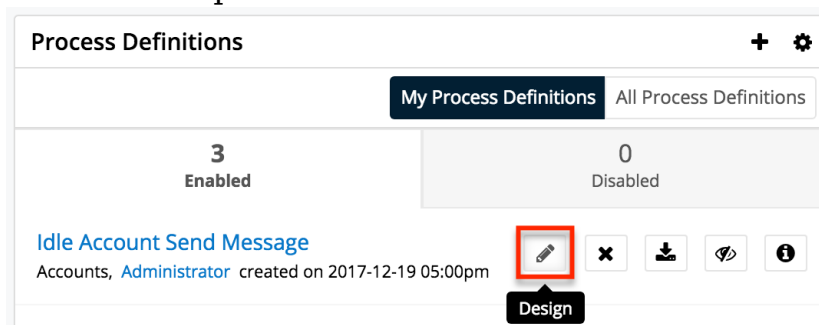 Process Definitions
My Process Definitions All Process Definitions
3 0
Enabled Disabled
Idle Account Send Message
Accounts, Administrator created on 2017-12-19 05:00pm
Design